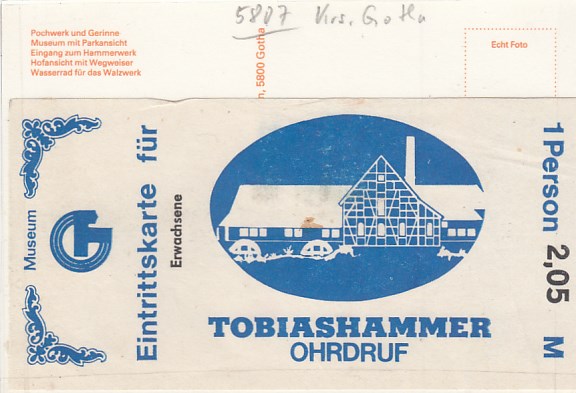 5807 Krs. Gotha
Pochwerk und Gerinne
Museum mit Parkansicht
Eingang zum Hammerwerk
Hofansicht mit Wegweiser
Wasserrad für das Walzwerk
5800 Gotha
Echt Foto
Museum
Eintrittskarte für
Erwachsene
TOBIASHAMMER
OHRDRUF
1 Person 2,05 M